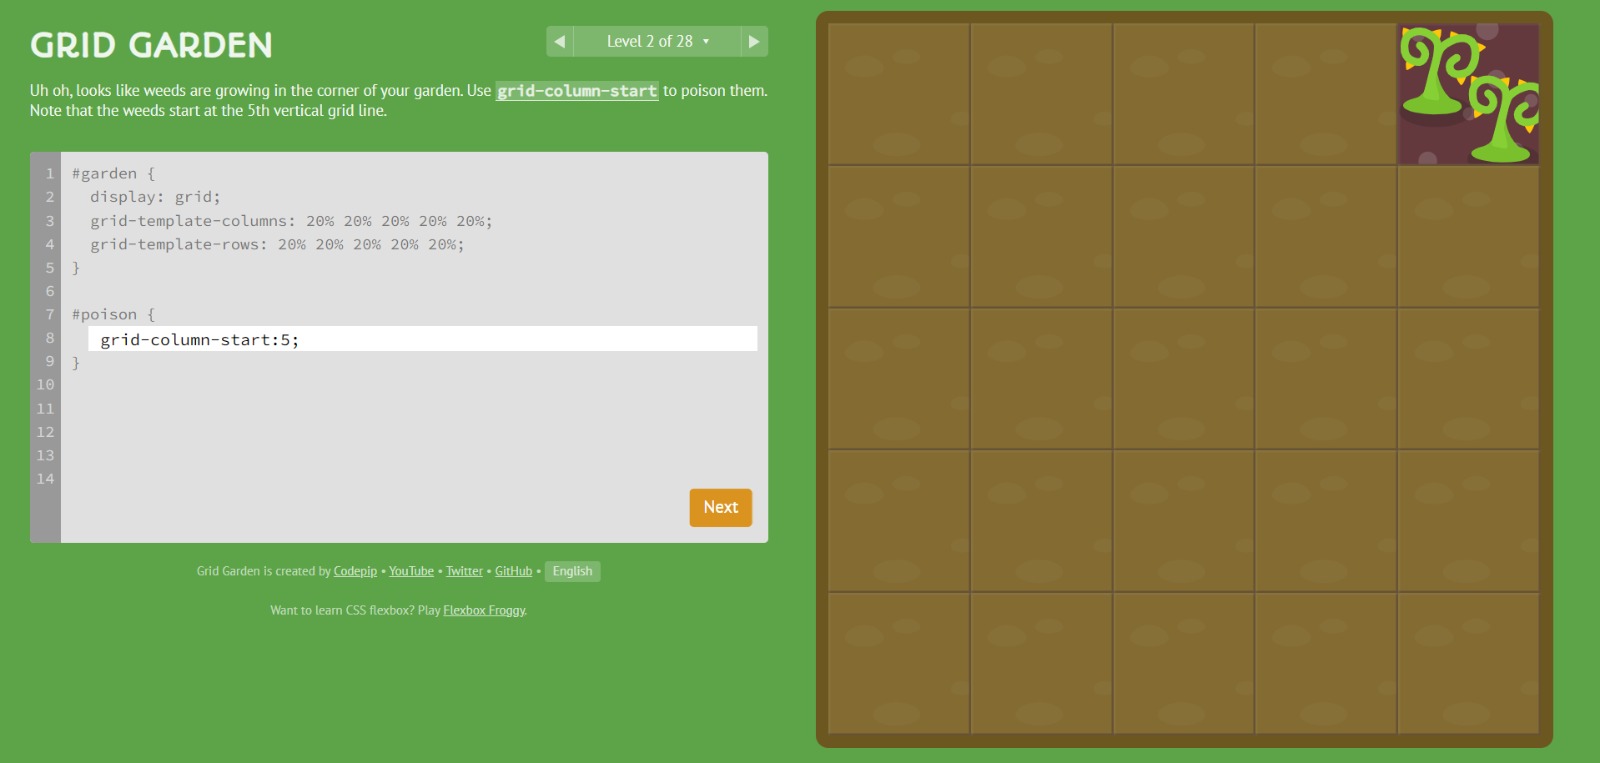 GRID GARDEN
◀ Level 2 of 28 ▾ ▶
Uh oh, looks like weeds are growing in the corner of your garden. Use grid-column-start to poison them.
Note that the weeds start at the 5th vertical grid line.
1 #garden {
2 display: grid;
3 grid-template-columns: 20% 20% 20% 20% 20%;
4 grid-template-rows: 20% 20% 20% 20% 20%;
5 }
6
7 #poison {
8 grid-column-start:5;
9 }
10
11
12
13
14
Next
Grid Garden is created by Codepip • YouTube • Twitter • GitHub • English
Want to learn CSS flexbox? Play Flexbox Froggy.